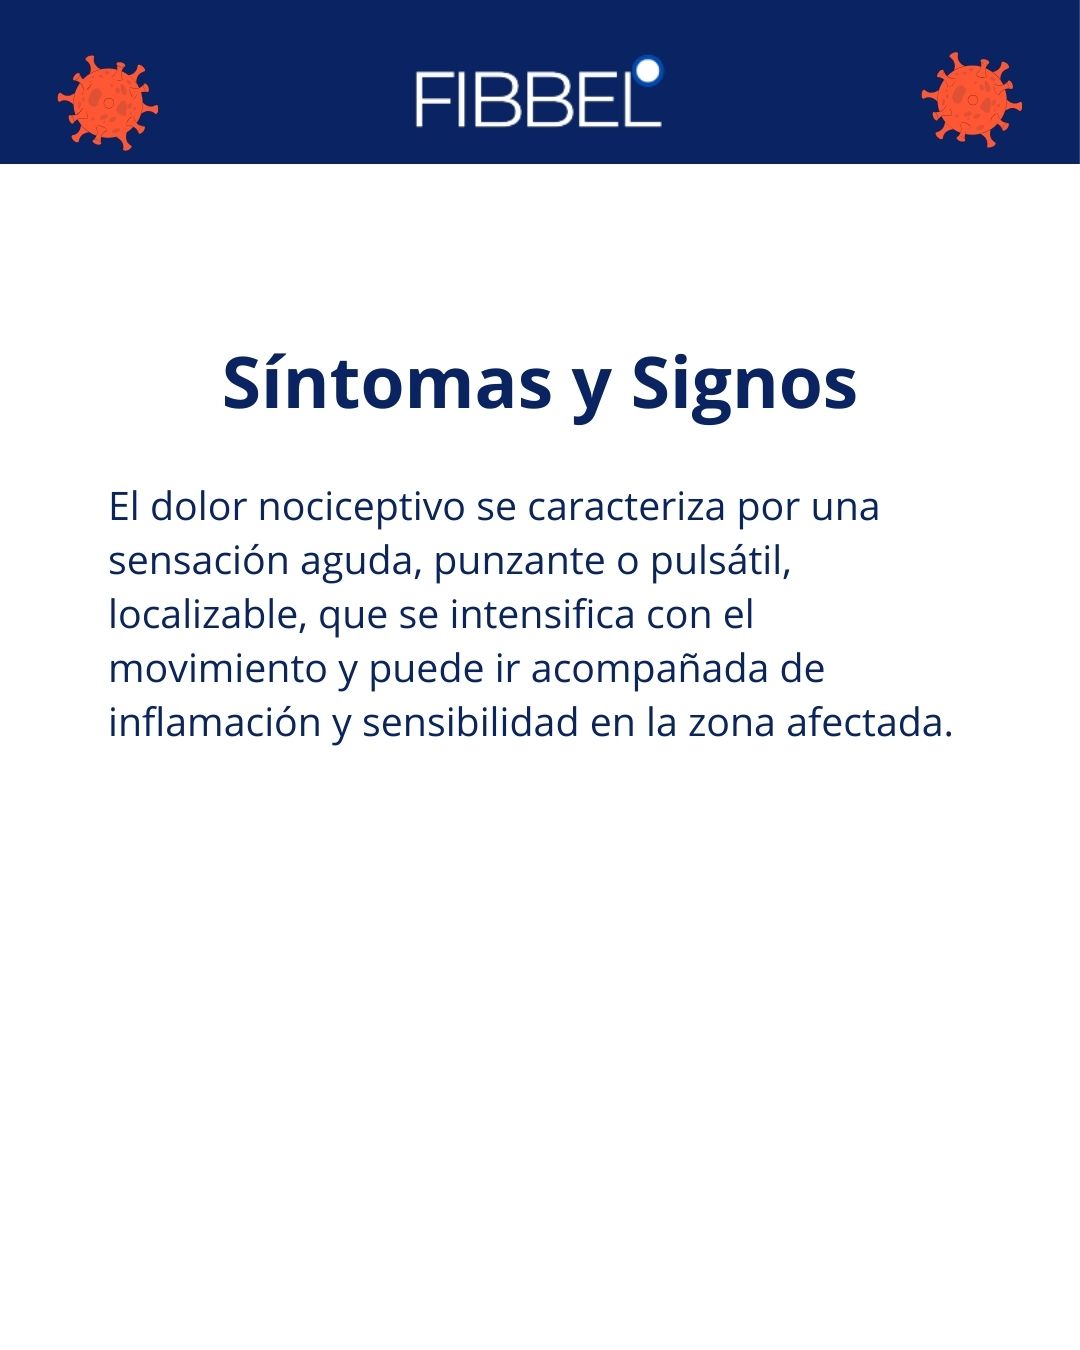 FIBBEL
Síntomas y Signos
El dolor nociceptivo se caracteriza por una
sensación aguda, punzante o pulsátil,
localizable, que se intensifica con el
movimiento y puede ir acompañada de
inflamación y sensibilidad en la zona afectada.